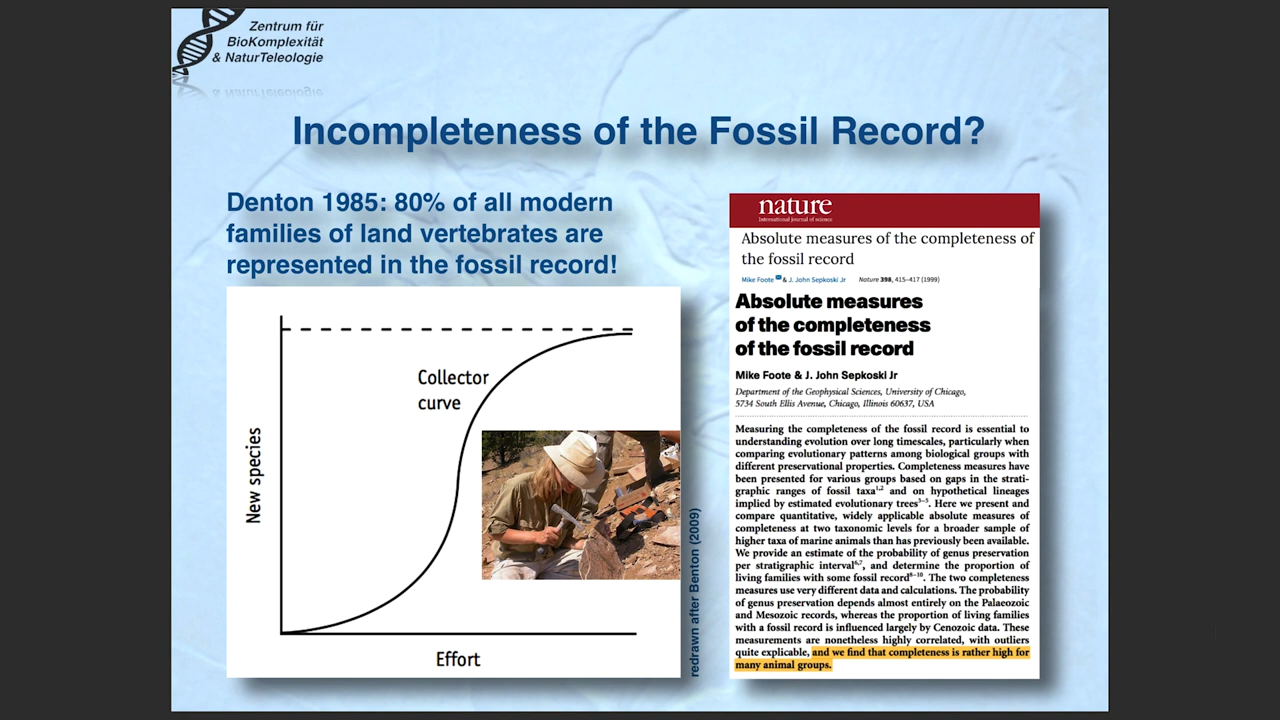 Zentrum für
BioKomplexität
& NaturTeleologie
Incompleteness of the Fossil Record?
Denton 1985: 80% of all modern
families of land vertebrates are
represented in the fossil record!
Collector
curve
New species
Effort
redrawn after Benton (2009)
nature
International journal of science
Absolute measures of the completeness of
the fossil record
Mike Foote & J. John Sepkoski Jr Nature 398, 415–417 (1999)
Absolute measures
of the completeness
of the fossil record
Mike Foote & J. John Sepkoski Jr
Department of the Geophysical Sciences, University of Chicago,
5734 South Ellis Avenue, Chicago, Illinois 60637, USA
Measuring the completeness of the fossil record is essential to
understanding evolution over long timescales, particularly when
comparing evolutionary patterns among biological groups with
different preservational properties. Completeness measures have
been presented for various groups based on gaps in the strati-
graphic ranges of fossil taxa1,2 and on hypothetical lineages
implied by estimated evolutionary trees3–5. Here we present and
compare quantitative, widely applicable absolute measures of
completeness at two taxonomic levels for a broader sample of
higher taxa of marine animals than has previously been available.
We provide an estimate of the probability of genus preservation
per stratigraphic interval6,7, and determine the proportion of
living families with some fossil record8–10. The two completeness
measures use very different data and calculations. The probability
of genus preservation depends almost entirely on the Palaeozoic
and Mesozoic records, whereas the proportion of living families
with a fossil record is influenced largely by Cenozoic data. These
measurements are nonetheless highly correlated, with outliers
quite explicable, and we find that completeness is rather high for
many animal groups.